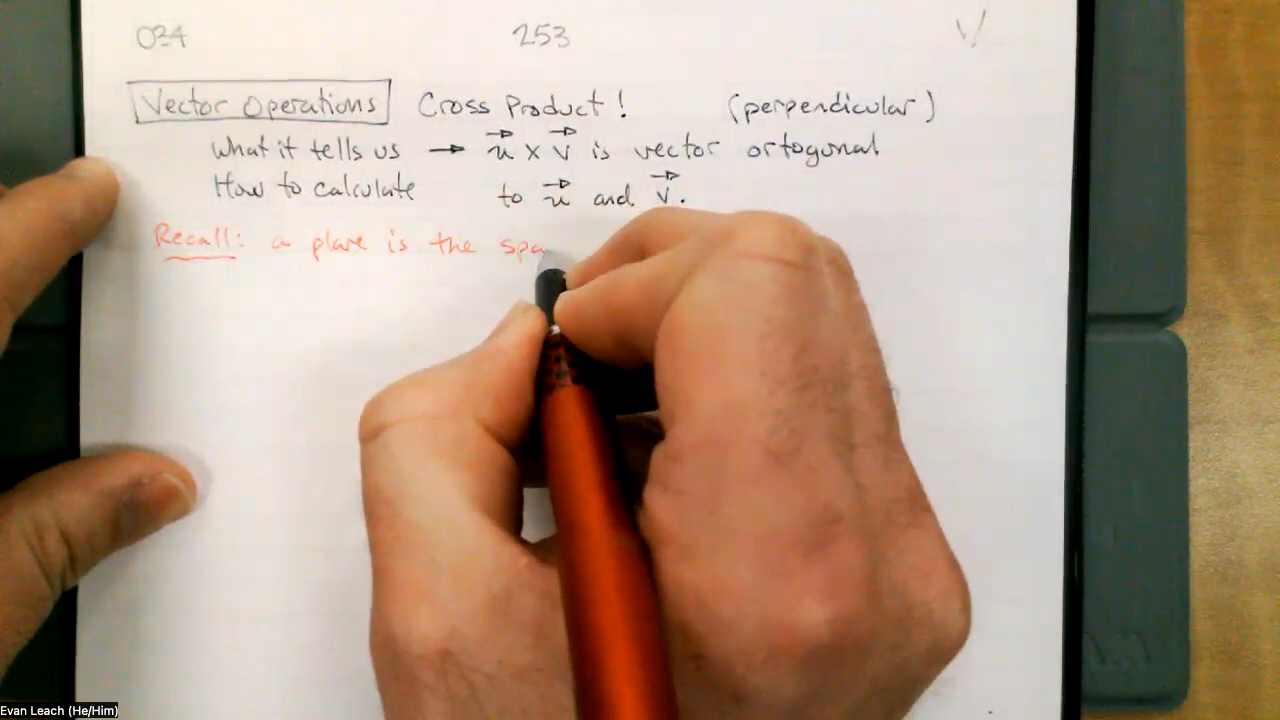 034 253 √
Vector Operations Cross Product! (perpendicular)
What it tells us → u⃗ × v⃗ is vector ortogonal
How to calculate to u⃗ and v⃗.
Recall: a plane is the spa
Evan Leach (He/Him)